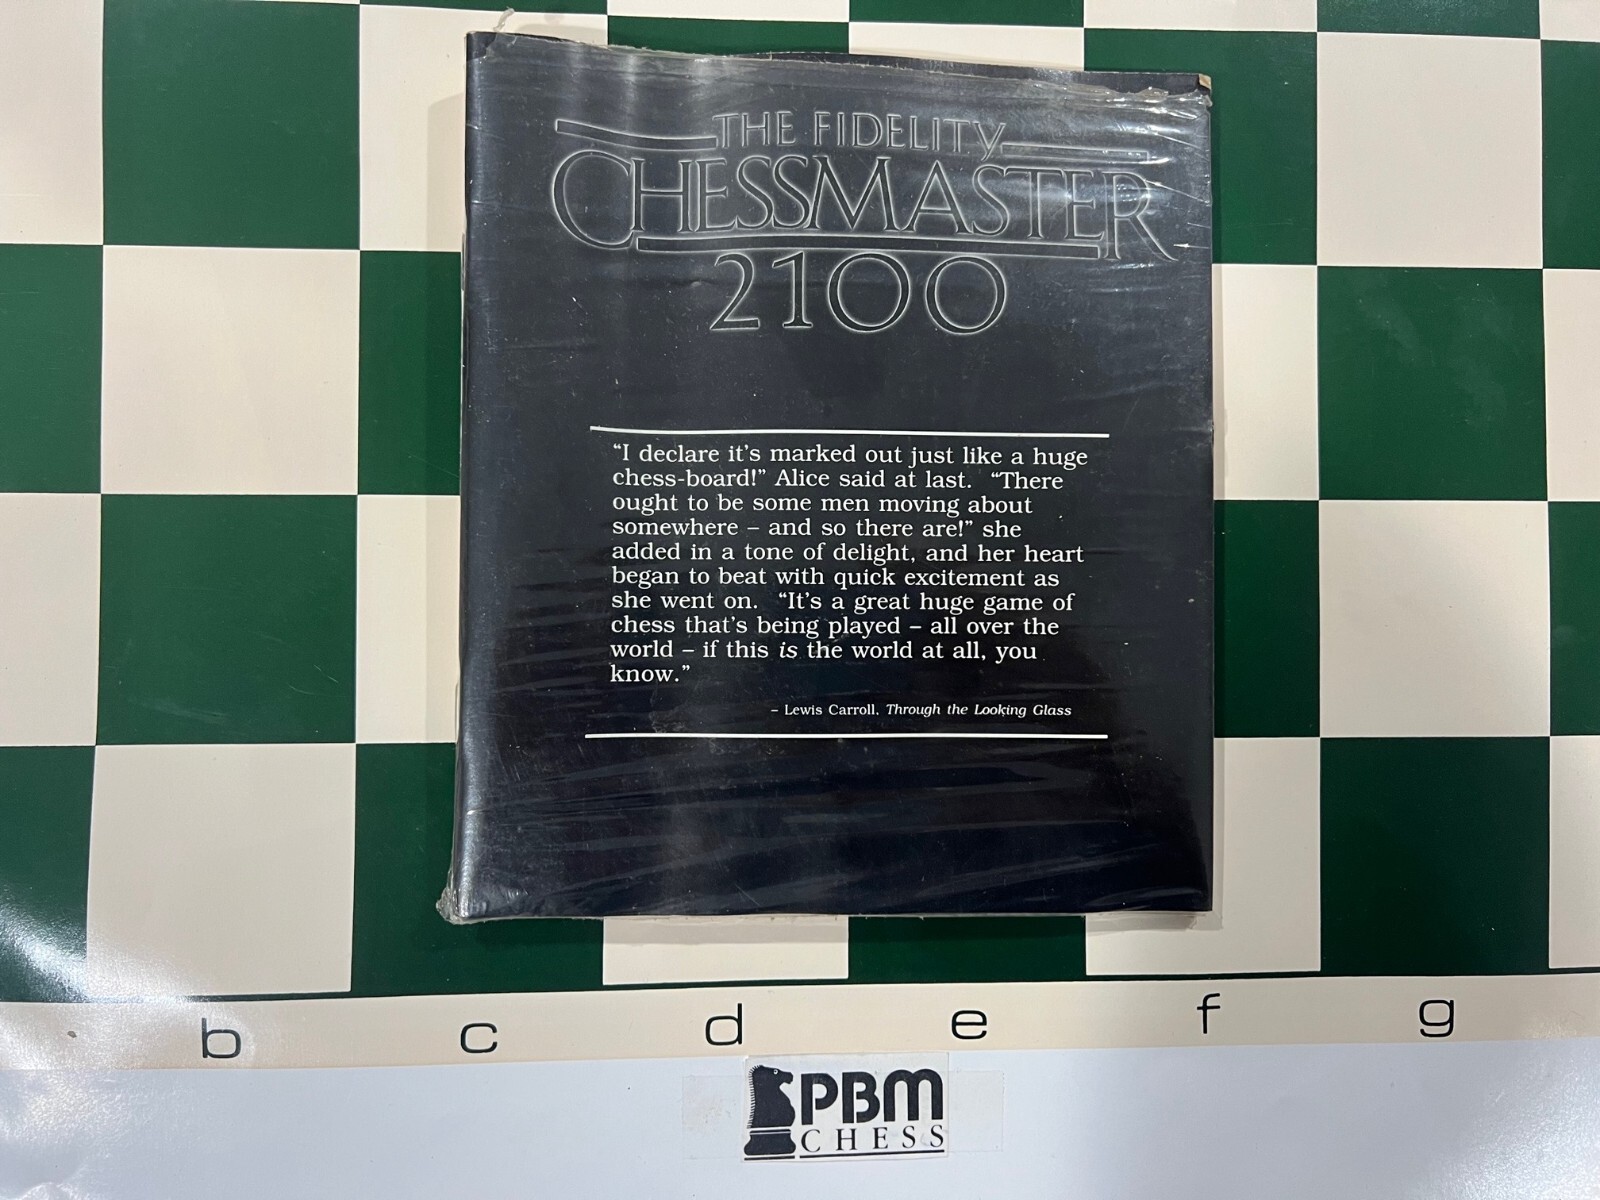 THE FIDELITY
CHESSMASTER
2100
“I declare it’s marked out just like a huge
chess-board!” Alice said at last. “There
ought to be some men moving about
somewhere – and so there are!” she
added in a tone of delight, and her heart
began to beat with quick excitement as
she went on. “It’s a great huge game of
chess that’s being played – all over the
world – if this is the world at all, you
know.”
– Lewis Carroll, Through the Looking Glass
b c d e f g
PBM
CHESS